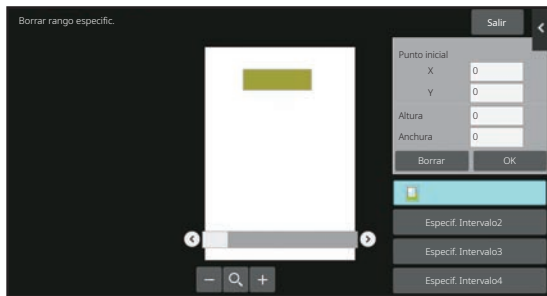 Borrar rango especific.
Salir
Punto inicial
X 0
Y 0
Altura 0
Anchura 0
Borrar OK
Especif. Intervalo2
Especif. Intervalo3
Especif. Intervalo4